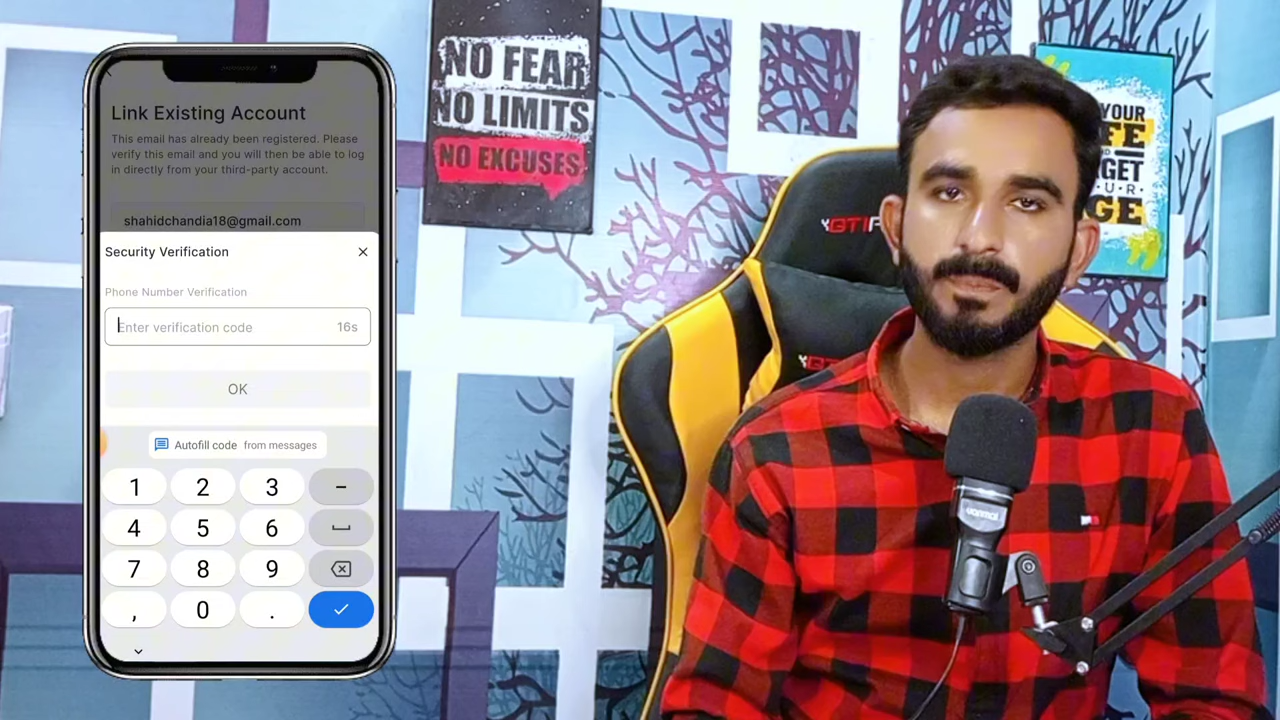 Link Existing Account
This email has already been registered. Please
verify this email and you will then be able to log
in directly from your third-party account.
shahidchandia18@gmail.com
Security Verification
Phone Number Verification
Enter verification code 16s
OK
Autofill code from messages
1 2 3 -
4 5 6
7 8 9
, 0 .
NO FEAR
NO LIMITS
NO EXCUSES
YOUR
GTI
vanmai